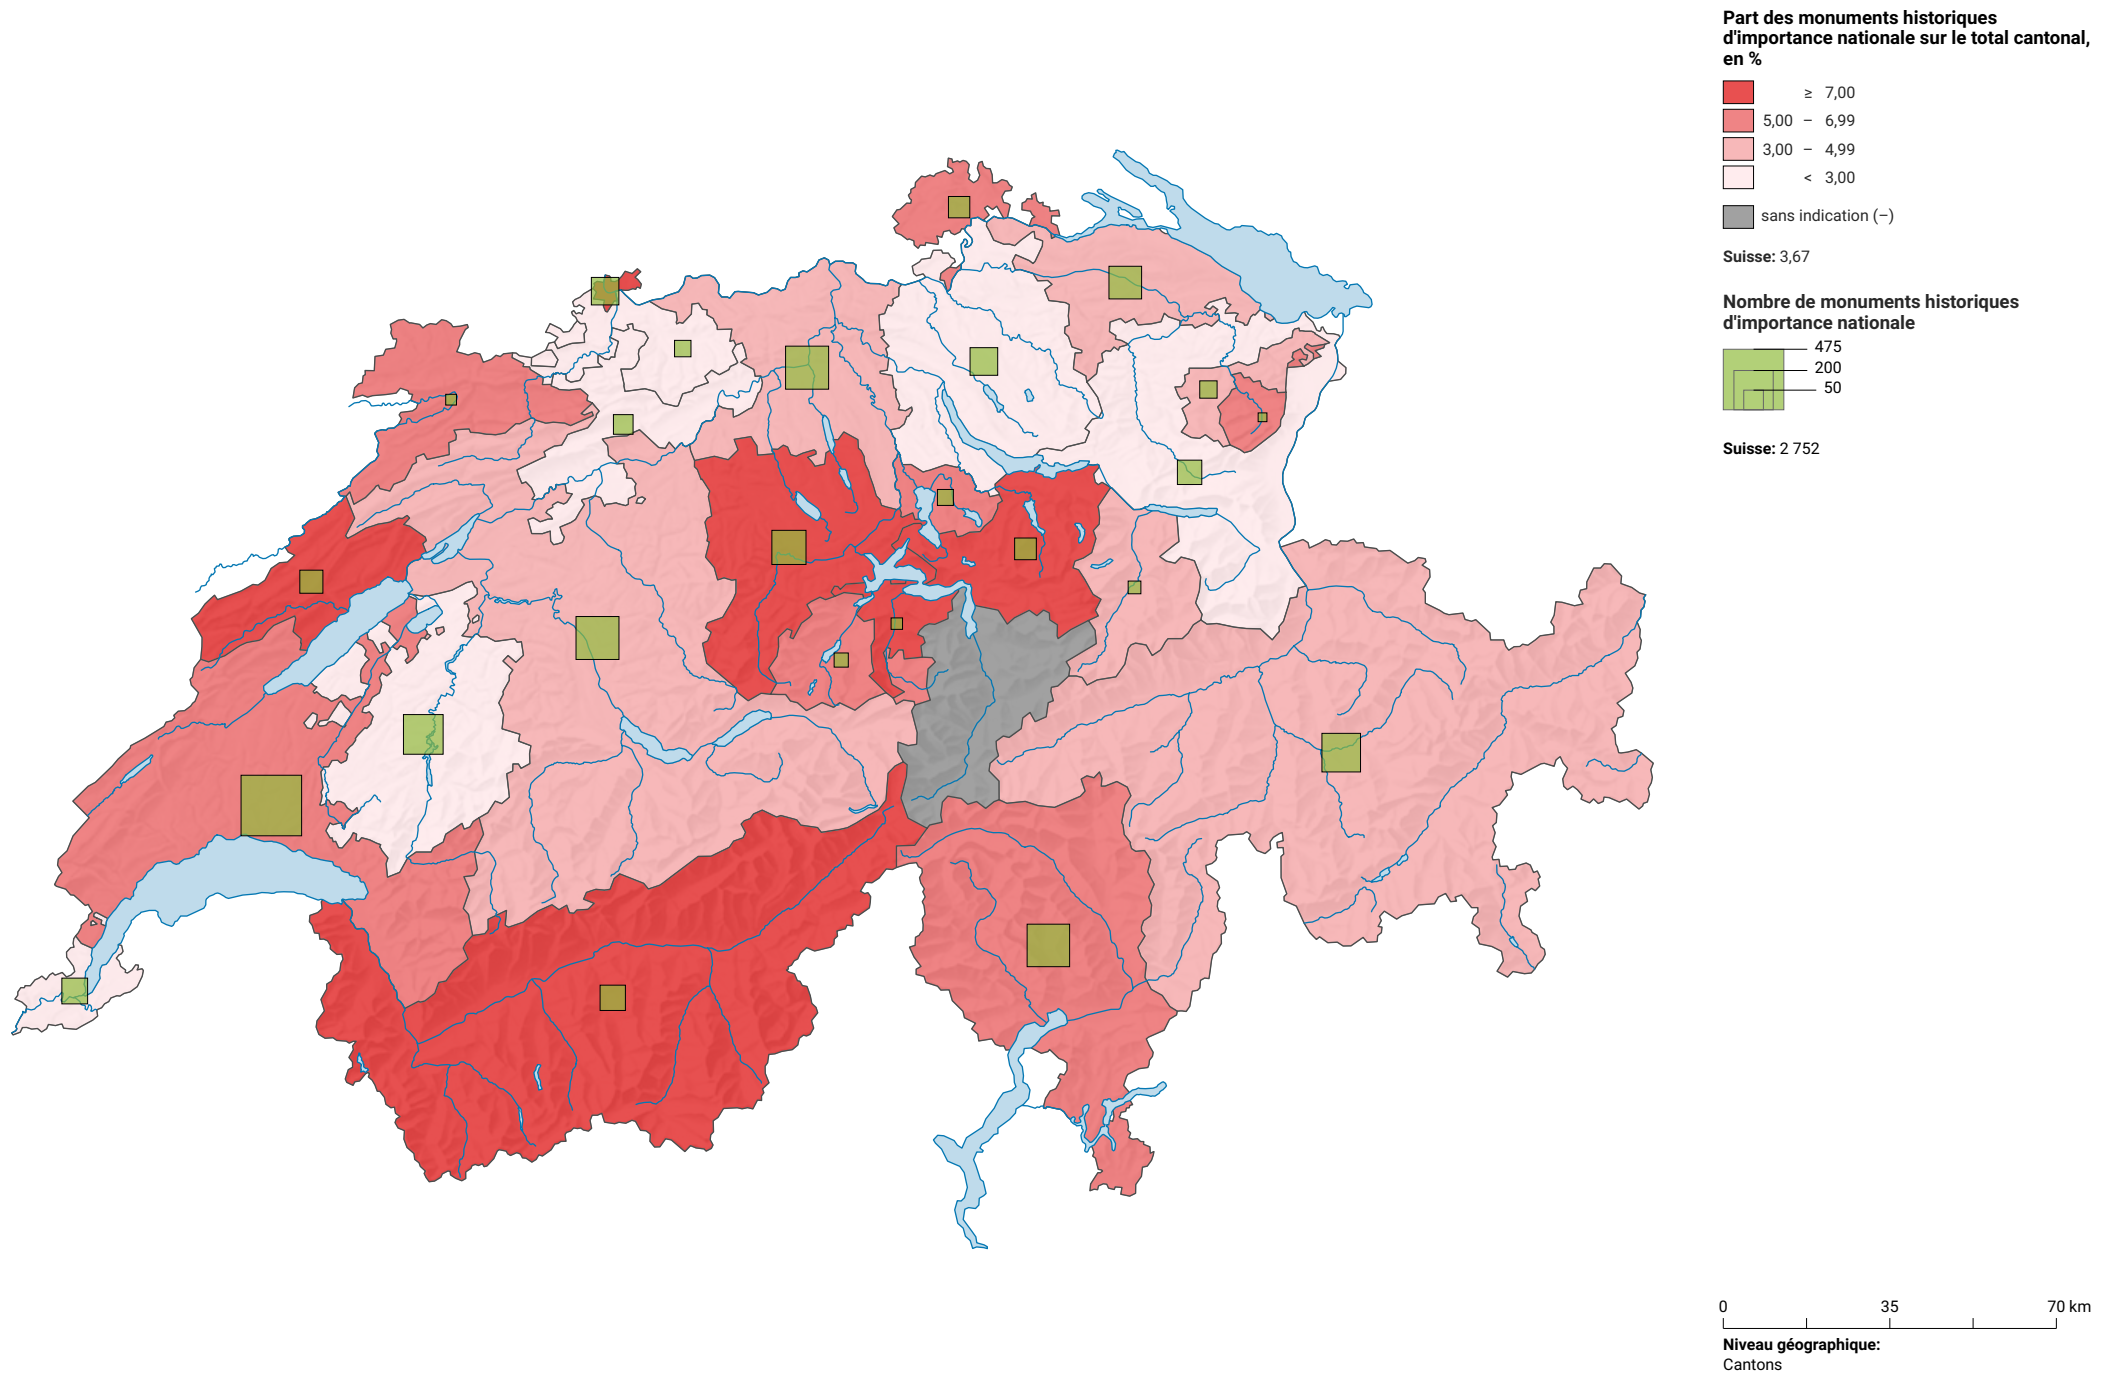 Part des monuments historiques
d'importance nationale sur le total cantonal,
en %
≥ 7,00
5,00 – 6,99
3,00 – 4,99
< 3,00
sans indication (–)
Suisse: 3,67
Nombre de monuments historiques
d'importance nationale
475
200
50
Suisse: 2 752
0 35 70 km
Niveau géographique:
Cantons